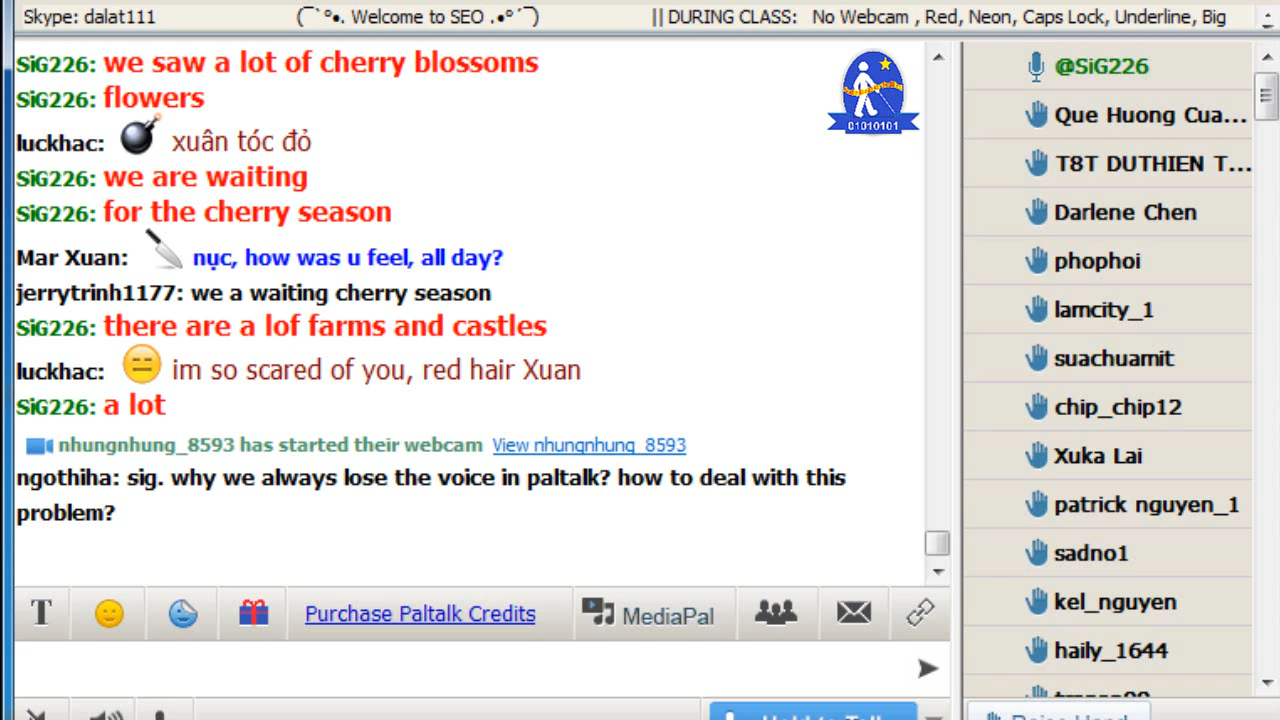 Skype: dalat111 (¯`°•. Welcome to SEO .•°´¯) || DURING CLASS: No Webcam , Red, Neon, Caps Lock, Underline, Big
SiG226: we saw a lot of cherry blossoms
SiG226: flowers
luckhac: xuân tóc đỏ
SiG226: we are waiting
SiG226: for the cherry season
Mar Xuan: nục, how was u feel, all day?
jerrytrinh1177: we a waiting cherry season
SiG226: there are a lof farms and castles
luckhac: im so scared of you, red hair Xuan
SiG226: a lot
nhungnhung_8593 has started their webcam View nhungnhung_8593
ngothiha: sig. why we always lose the voice in paltalk? how to deal with this
problem?
01010101
T Purchase Paltalk Credits MediaPal
@SiG226
Que Huong Cua...
T8T DUTHIEN T...
Darlene Chen
phophoi
lamcity_1
suachuamit
chip_chip12
Xuka Lai
patrick nguyen_1
sadno1
kel_nguyen
haily_1644
Raise Hand